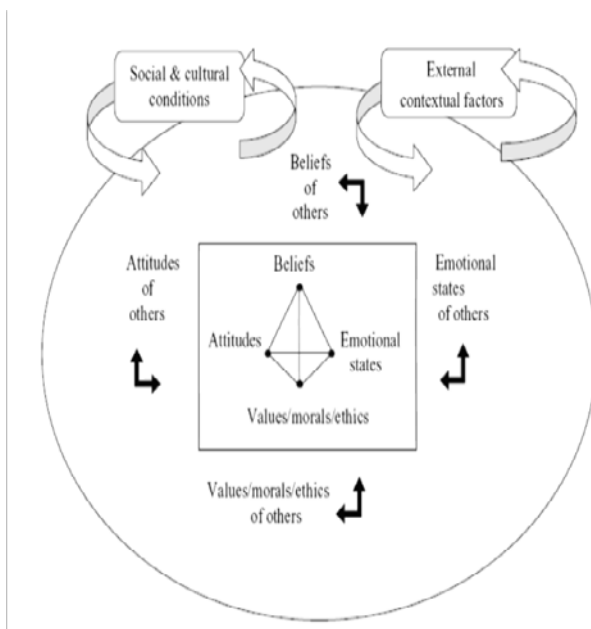 Social & cultural
conditions
External
contextual factors
Beliefs
of
others
Attitudes
of
others
Beliefs
Emotional
states
of others
Attitudes
Emotional
states
Values/morals/ethics
Values/morals/ethics
of others